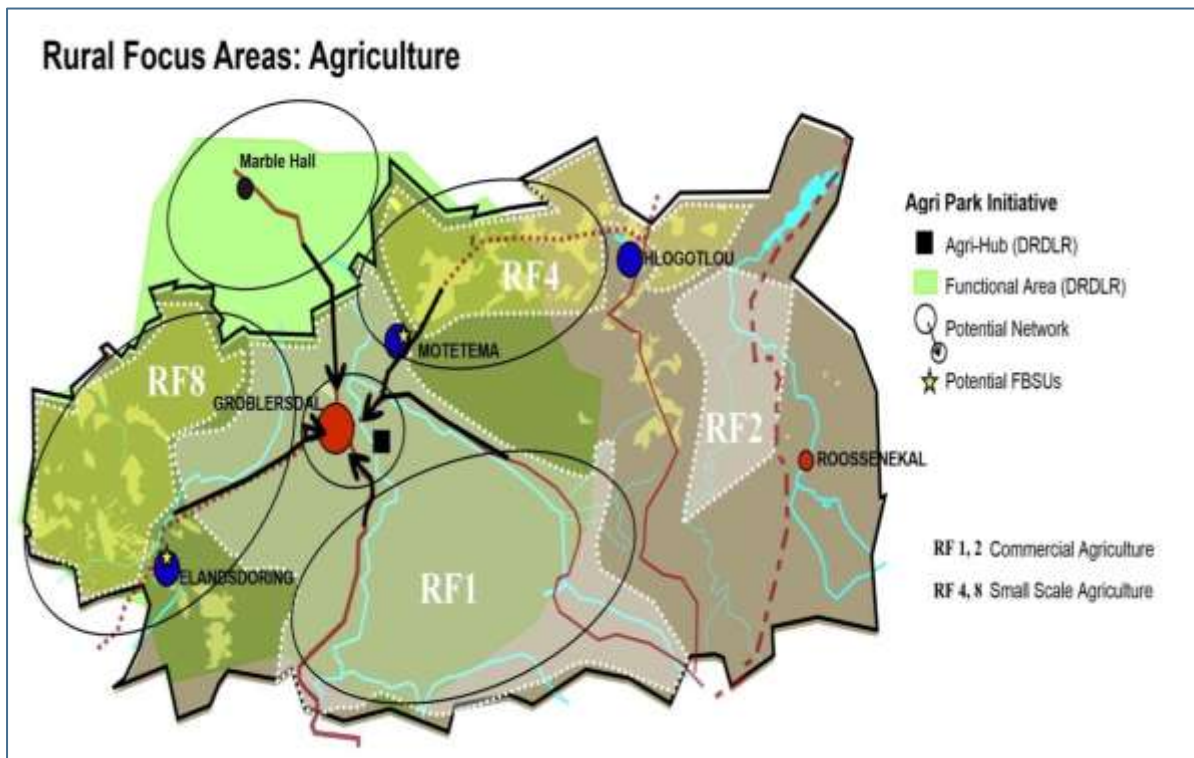 Rural Focus Areas: Agriculture
Marble Hall
Agri Park Initiative
Agri-Hub (DRDLR)
HLOGOTLOU
RF4
Functional Area (DRDLR)
Potential Network
MOTETEMA
RF8
Potential FBSUs
GROBLERSDAL
RF2
ROOSSENEKAL
RF 1, 2 Commercial Agriculture
ELANDSDORING
RF1
RF 4, 8 Small Scale Agriculture